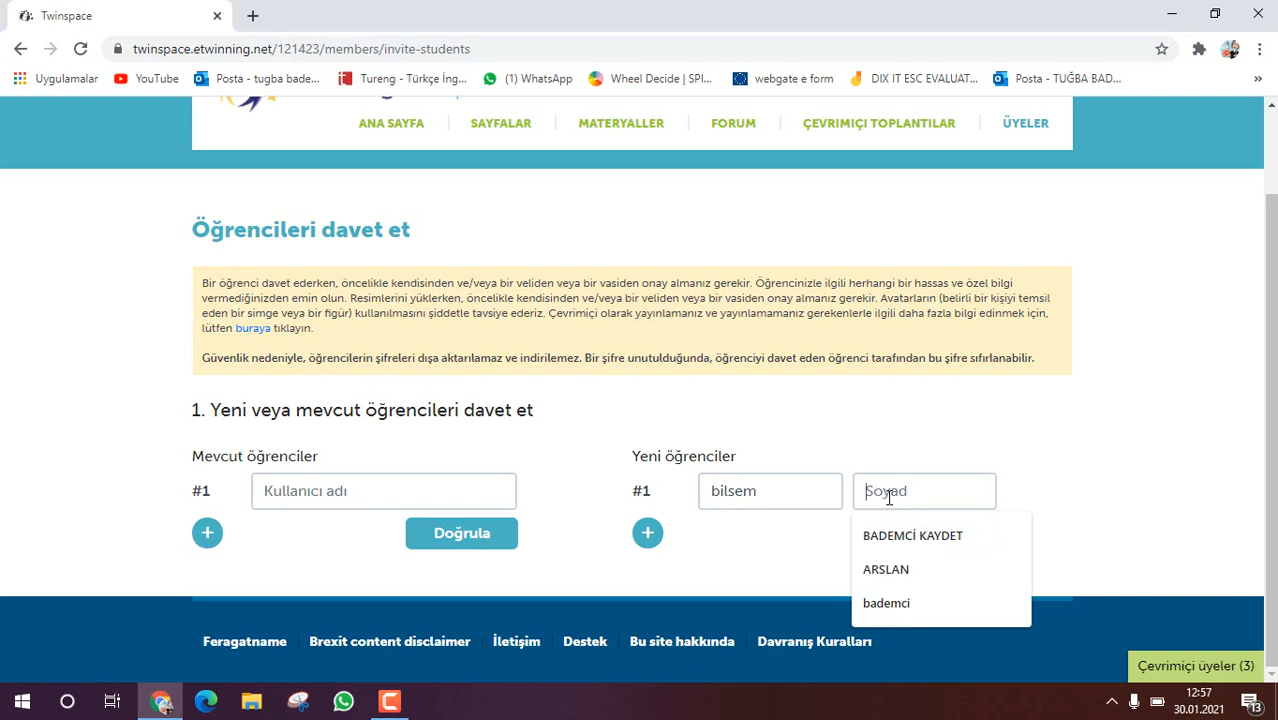 Twinspace
twinspace.etwinning.net/121423/members/invite-students
Uygulamalar
YouTube
Posta - tugba bade...
Tureng - Türkçe İng...
(1) WhatsApp
Wheel Decide | SPI...
webgate e form
DIX IT ESC EVALUAT...
Posta - TUĞBA BAD...
»
ANA SAYFA
SAYFALAR
MATERYALLER
FORUM
ÇEVRIMIÇI TOPLANTILAR
ÜYELER
Öğrencileri davet et
Bir öğrenci davet ederken, öncelikle kendisinden ve/veya bir veliden veya bir vasiden onay almanız gerekir. Öğrencinizle ilgili herhangi bir hassas ve özel bilgi
vermediğinizden emin olun. Resimlerini yüklerken, öncelikle kendisinden ve/veya bir veliden veya bir vasiden onay almanız gerekir. Avatarların (belirli bir kişiyi temsil
eden bir simge veya bir figür) kullanılmasını şiddetle tavsiye ederiz. Çevrimiçi olarak yayınlamanız ve yayınlamamanız gerekenlerle ilgili daha fazla bilgi edinmek için,
lütfen buraya tıklayın.
Güvenlik nedeniyle, öğrencilerin şifreleri dışa aktarılamaz ve indirilemez. Bir şifre unutulduğunda, öğrenciyi davet eden öğrenci tarafından bu şifre sıfırlanabilir.
1. Yeni veya mevcut öğrencileri davet et
Mevcut öğrenciler
Yeni öğrenciler
#1
Kullanıcı adı
#1
bilsem
Soyad
Doğrula
BADEMCİ KAYDET
ARSLAN
bademci
Feragatname
Brexit content disclaimer
İletişim
Destek
Bu site hakkında
Davranış Kuralları
Çevrimiçi üyeler (3)
12:57
30.01.2021
13